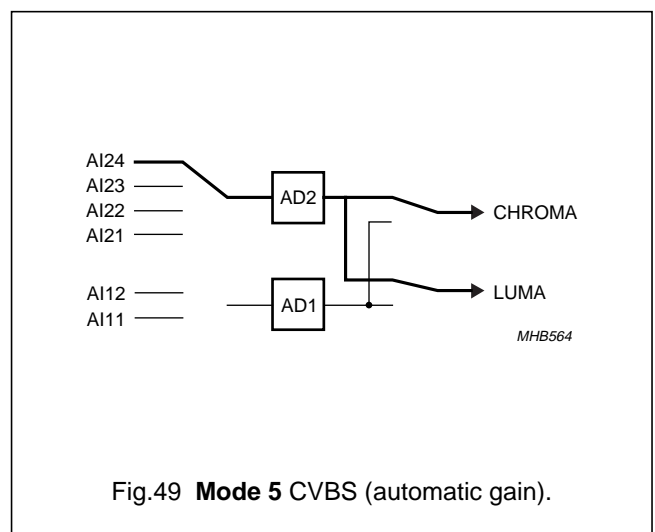 AI24
AI23
AI22
AI21
AI12
AI11
AD2
AD1
CHROMA
LUMA
MHB564
Fig.49 Mode 5 CVBS (automatic gain).